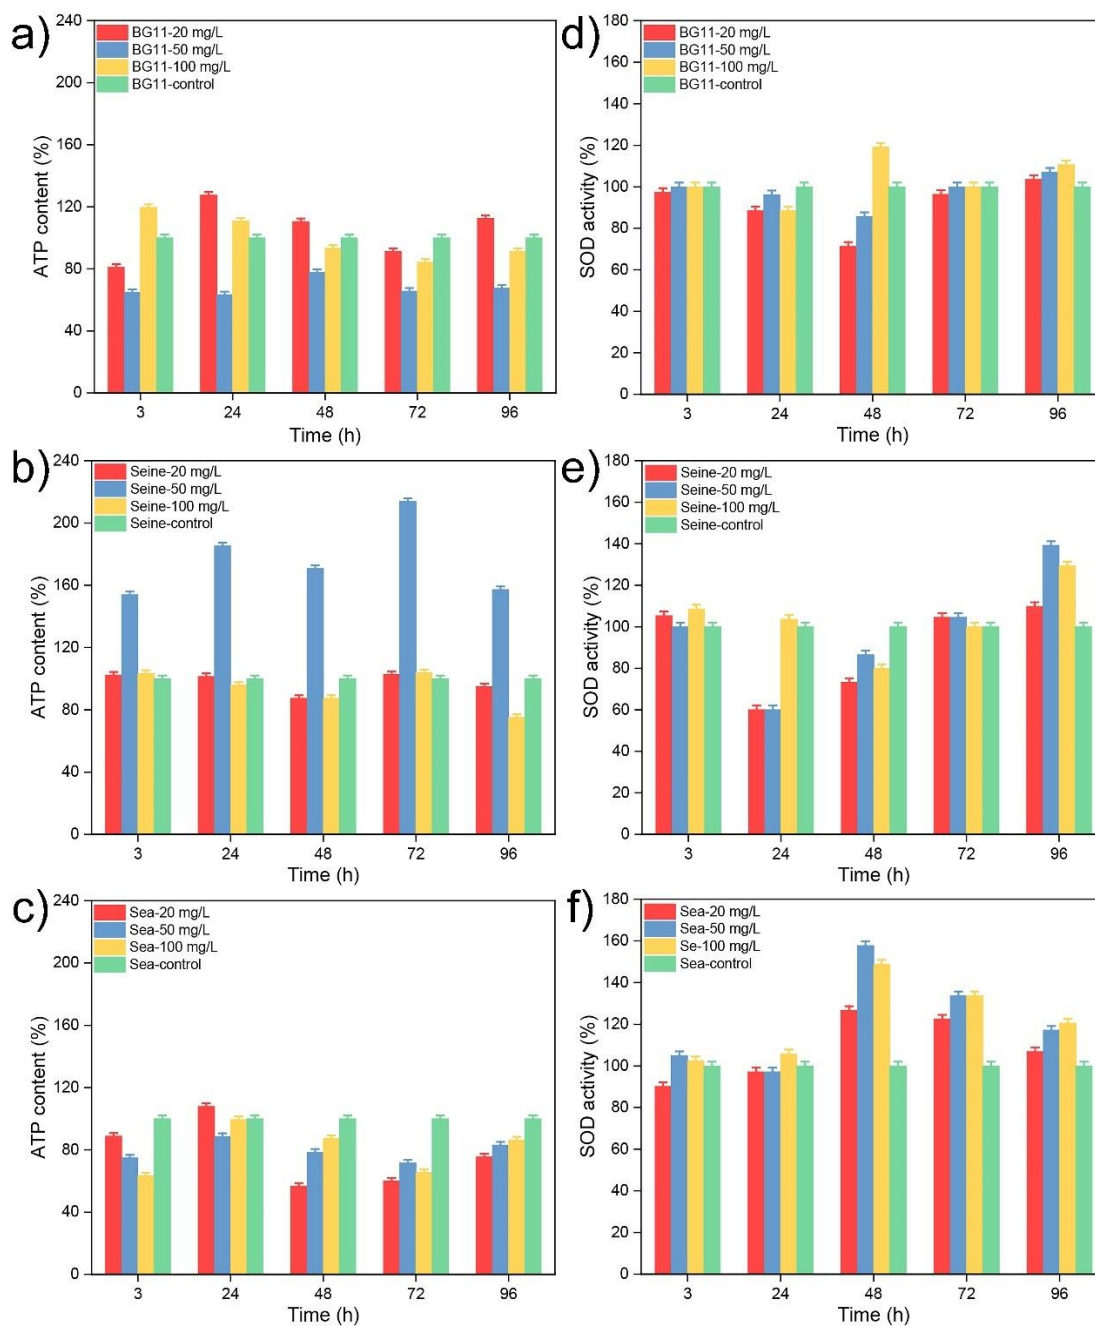 a)
ATP content (%)
240
200
160
120
80
40
0
BG11-20 mg/L
BG11-50 mg/L
BG11-100 mg/L
BG11-control
3 24 48 72 96
Time (h)
d)
SOD activity (%)
180
160
140
120
100
80
60
40
20
0
BG11-20 mg/L
BG11-50 mg/L
BG11-100 mg/L
BG11-control
3 24 48 72 96
Time (h)
b)
ATP content (%)
240
200
160
120
80
40
0
Seine-20 mg/L
Seine-50 mg/L
Seine-100 mg/L
Seine-control
3 24 48 72 96
Time (h)
e)
SOD activity (%)
180
160
140
120
100
80
60
40
20
0
Seine-20 mg/L
Seine-50 mg/L
Seine-100 mg/L
Seine-control
3 24 48 72 96
Time (h)
c)
ATP content (%)
240
200
160
120
80
40
0
Sea-20 mg/L
Sea-50 mg/L
Sea-100 mg/L
Sea-control
3 24 48 72 96
Time (h)
f)
SOD activity (%)
180
160
140
120
100
80
60
40
20
0
Sea-20 mg/L
Sea-50 mg/L
Se-100 mg/L
Sea-control
3 24 48 72 96
Time (h)